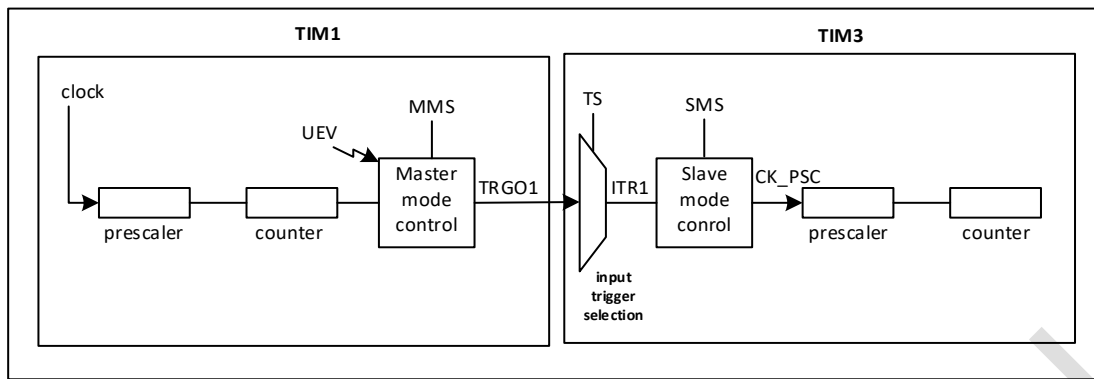 TIM1
TIM3
clock
MMS
UEV
Master
mode
control
TRGO1
prescaler
counter
TS
SMS
ITR1
Slave
mode
conrol
CK_PSC
prescaler
counter
input
trigger
selection